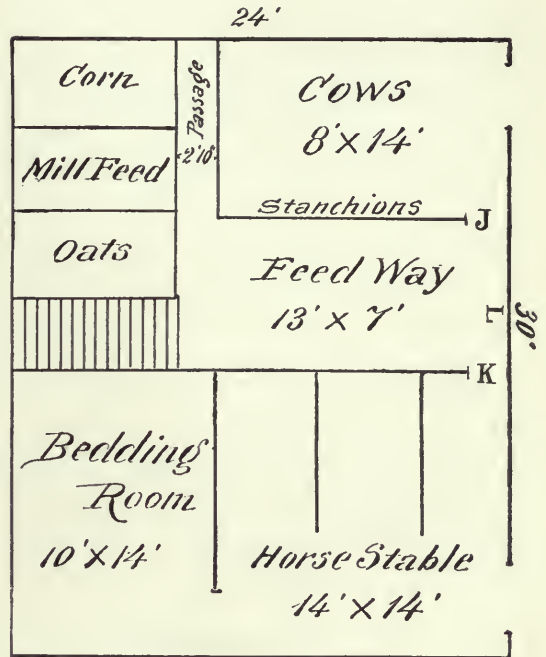 24'
Corn
Passage
2'10"
Cows
8' X 14'
Mill Feed
Stanchions
J
Oats
Feed Way
13' X 7'
L
30'
K
Bedding
Room
10' X 14'
Horse Stable
14' X 14'